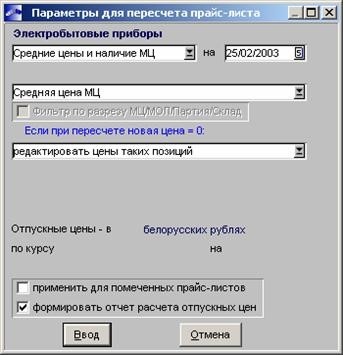 Параметры для пересчета прайс-листа
Электробытовые приборы
Средние цены и наличие МЦ на 25/02/2003 5
Средняя цена МЦ
Фильтр по разрезу МЦ/МОЛ/Партия/Склад
Если при пересчете новая цена = 0:
редактировать цены таких позиций
Отпускные цены - в белорусских рублях
по курсу на
применить для помеченных прайс-листов
формировать отчет расчета отпускных цен
Ввод Отмена